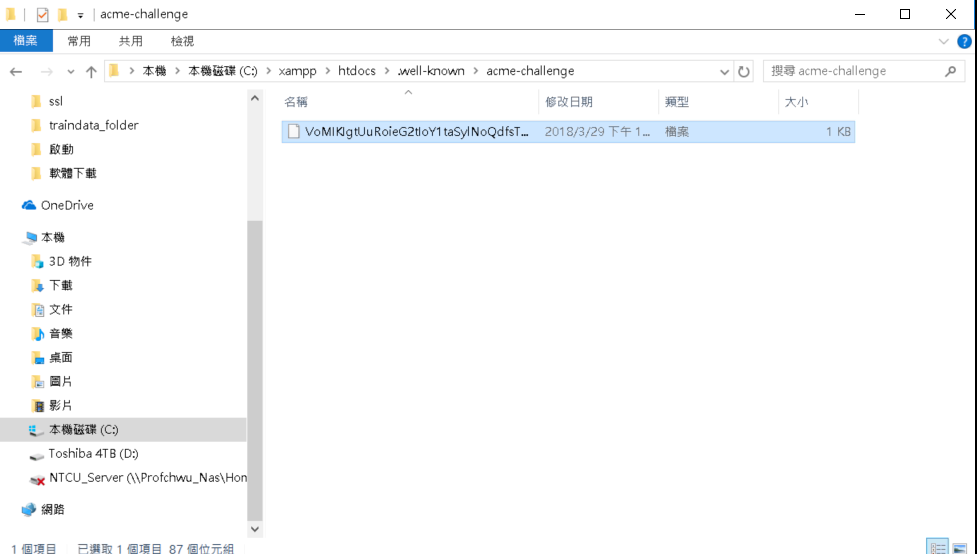 acme-challenge
檔案 常用 共用 檢視
本機 本機磁碟 (C:) xampp htdocs .well-known acme-challenge 搜尋 acme-challenge
ssl
traindata_folder
啟動
軟體下載
OneDrive
本機
3D 物件
下載
文件
音樂
桌面
圖片
影片
本機磁碟 (C:)
Toshiba 4TB (D:)
NTCU_Server (\\Profchwu_Nas\Hon
網路
名稱 修改日期 類型 大小
2018/3/29 下午 1... 檔案 1 KB
1 個項目 已選取 1 個項目 87 個位元組